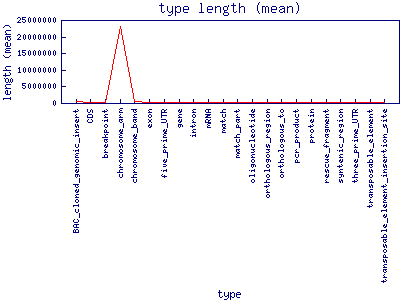 type length (mean)
length (mean)
25000000
20000000
15000000
10000000
5000000
0
BAC_cloned_genomic_insert
CDS
breakpoint
chromosome_arm
chromosome_band
exon
five_prime_UTR
gene
intron
mRNA
match
match_part
oligonucleotide
orthologous_region
orthologous_to
pcr_product
protein
rescue_fragment
syntenic_region
three_prime_UTR
transposable_element
transposable_element_insertion_site
type